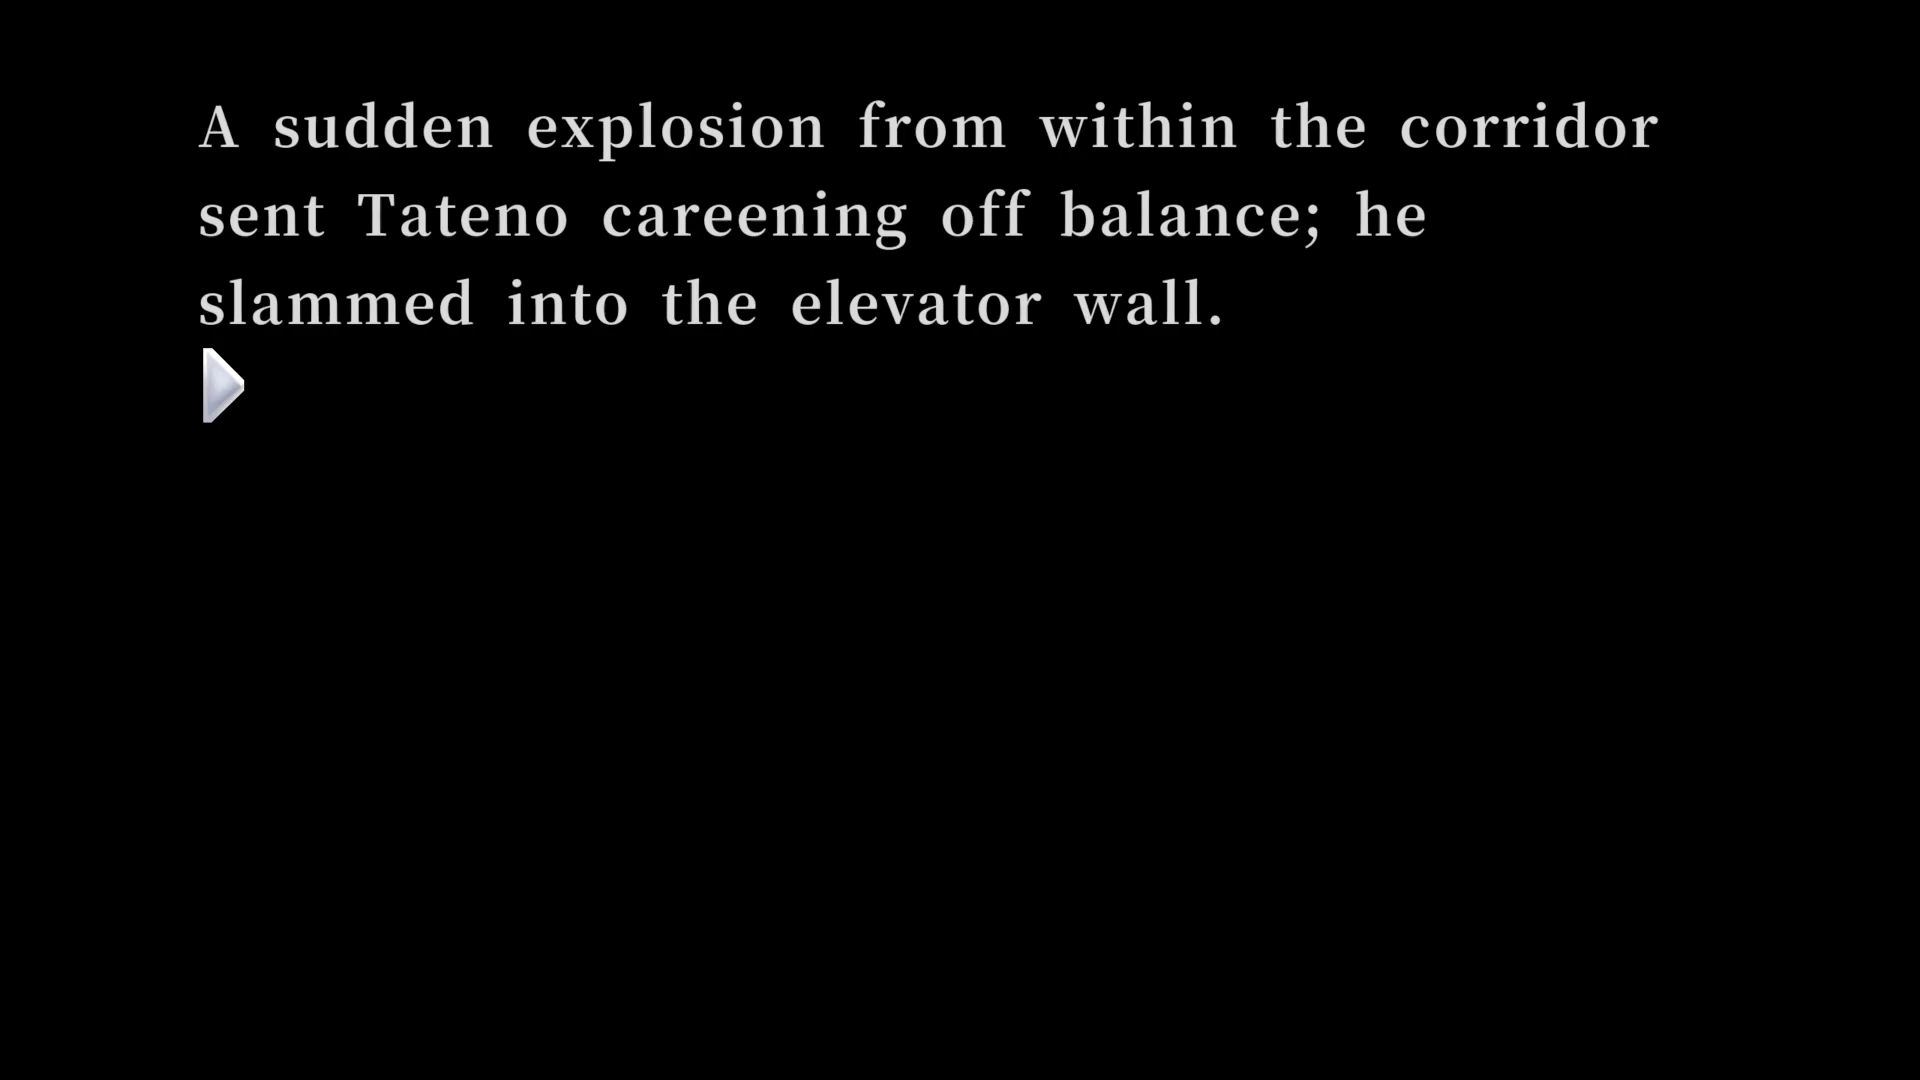 A sudden explosion from within the corridor
sent Tateno careening off balance; he
slammed into the elevator wall.